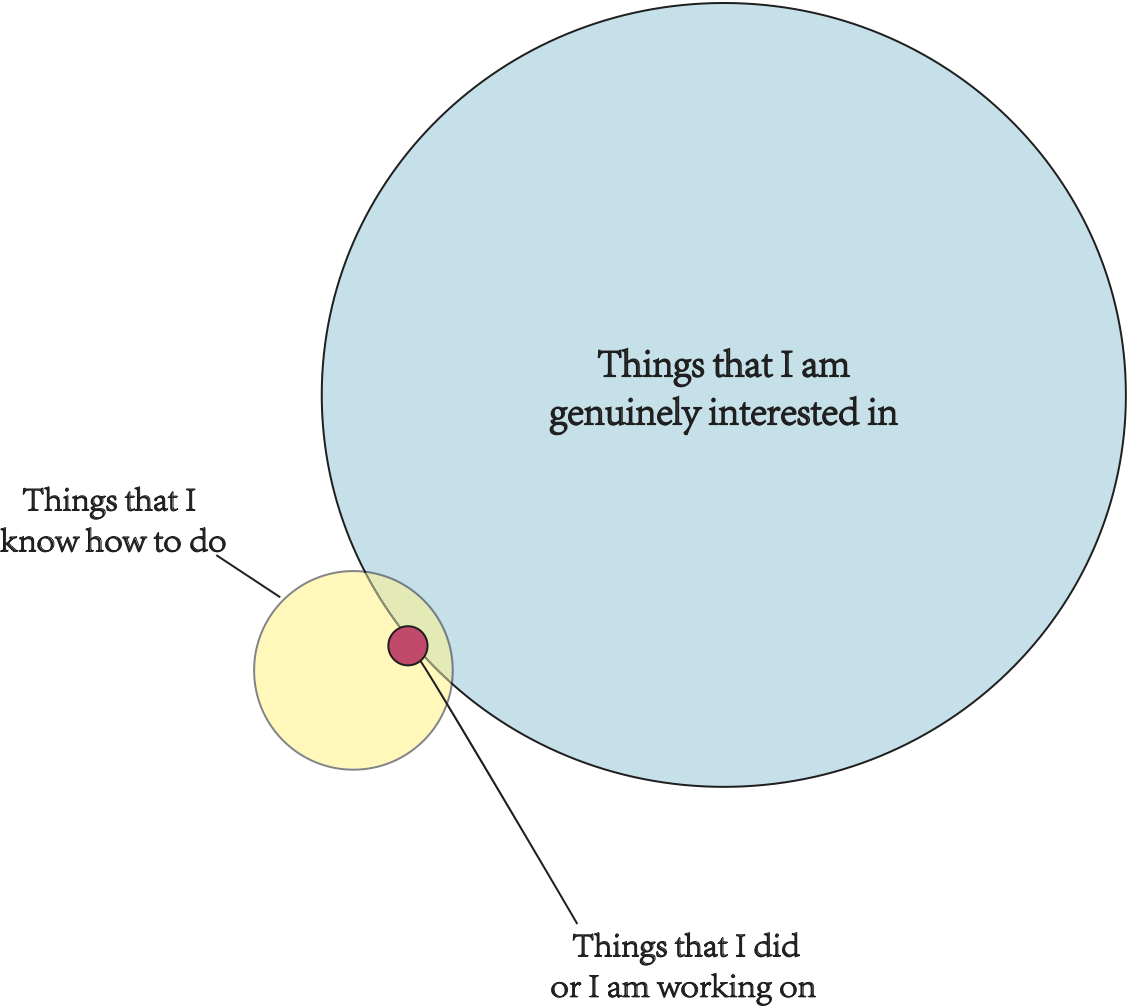 Things that I am
genuinely interested in
Things that I
know how to do
Things that I did
or I am working on